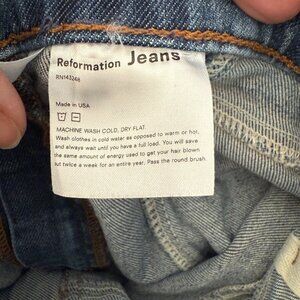 Reformation Jeans
RN143248
Made in USA
MACHINE WASH COLD, DRY FLAT.
Wash clothes in cold water as opposed to warm or hot,
and always wait until you have a full load. You will save
the same amount of energy used to get your hair blown
out twice a week for an entire year. Pass the round brush.